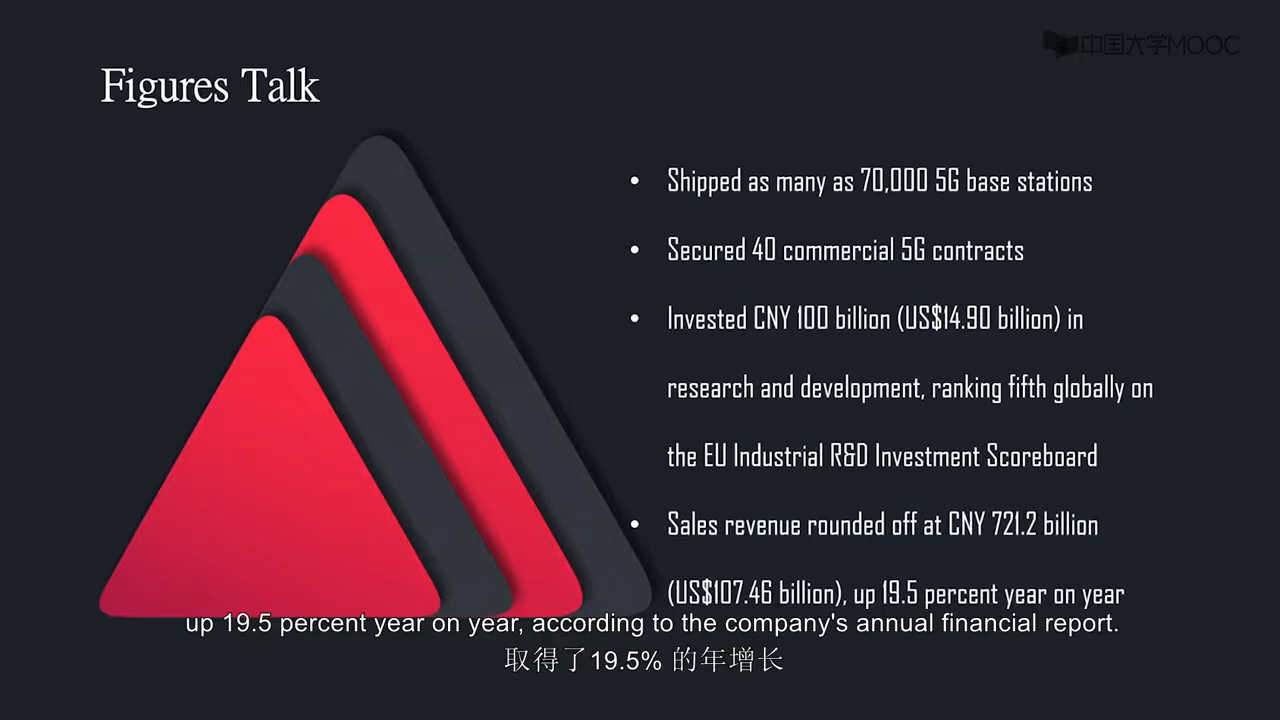 中国大学MOOC
Figures Talk
• Shipped as many as 70,000 5G base stations
• Secured 40 commercial 5G contracts
• Invested CNY 100 billion (US$14.90 billion) in
research and development, ranking fifth globally on
the EU Industrial R&D Investment Scoreboard
• Sales revenue rounded off at CNY 721.2 billion
(US$107.46 billion), up 19.5 percent year on year
up 19.5 percent year on year, according to the company's annual financial report.
取得了19.5% 的年增长